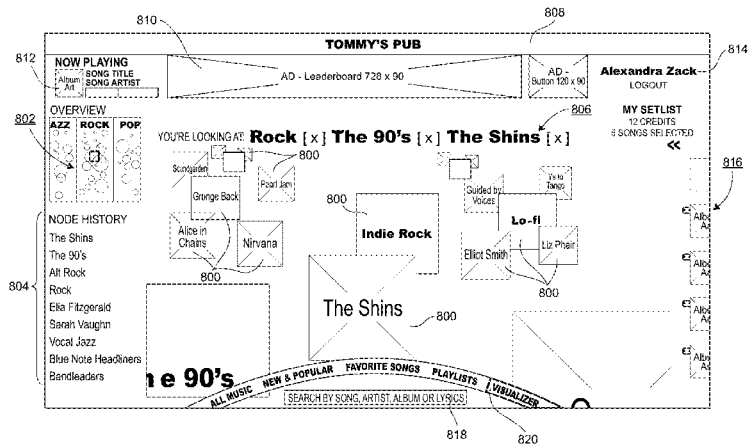 TOMMY'S PUB
808
810
812
814
NOW PLAYING
Album Art
SONG TITLE
SONG ARTIST
AD - Leaderboard 728 x 90
AD - Button 120 x 90
Alexandra Zack
LOGOUT
MY SETLIST
12 CREDITS
6 SONGS SELECTED
«
816
OVERVIEW
802
AZZ ROCK POP
YOU'RE LOOKING AT: Rock [ x ] The 90's [ x ] The Shins [ x ]
806
800
Soundgarden
Pearl Jam
Gronge Back
Alice in Chains
Nirvana
800
800
Indie Rock
Guided by Voices
Yo la Tango
Lo-fi
Elliot Smith
Liz Phair
800
The Shins
800
NODE HISTORY
804
The Shins
The 90's
Alt Rock
Rock
Ella Fitzgerald
Sarah Vaughn
Vocal Jazz
Blue Note Headliners
Bandleaders
e 90's
ALL MUSIC NEW & POPULAR FAVORITE SONGS PLAYLISTS VISUALIZER
SEARCH BY SONG, ARTIST, ALBUM OR LYRICS
818
820